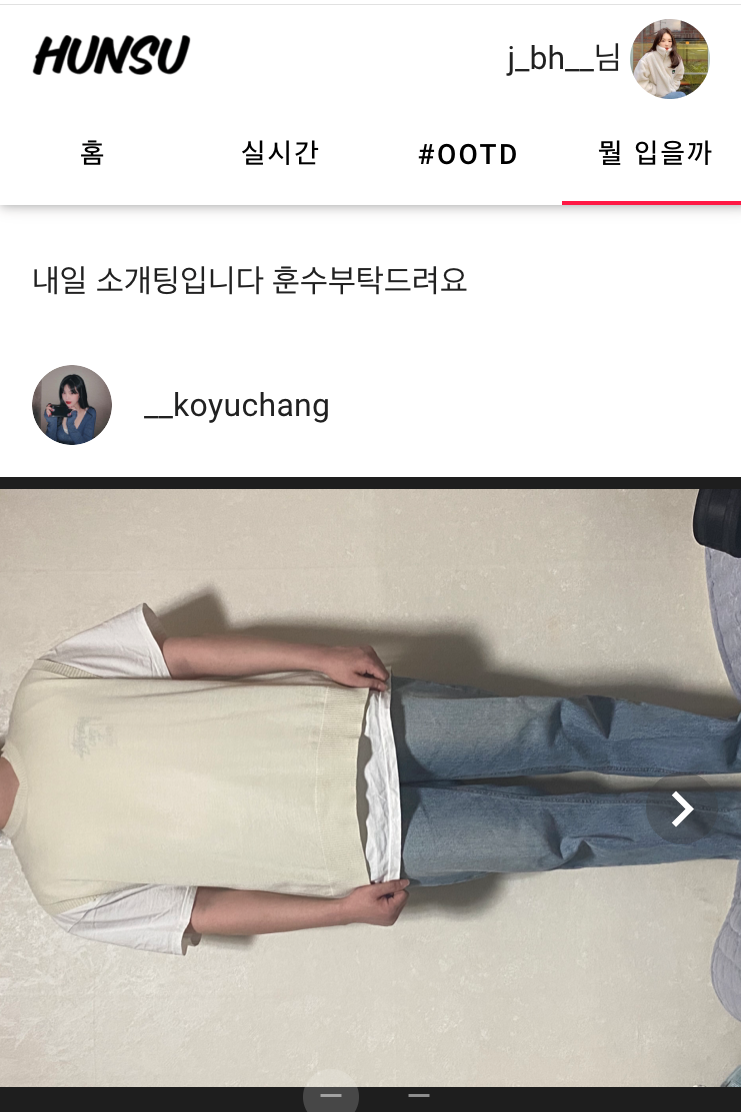 HUNSU
j_bh__님
홈 실시간 #OOTD 뭘 입을까
내일 소개팅입니다 훈수부탁드려요
__koyuchang